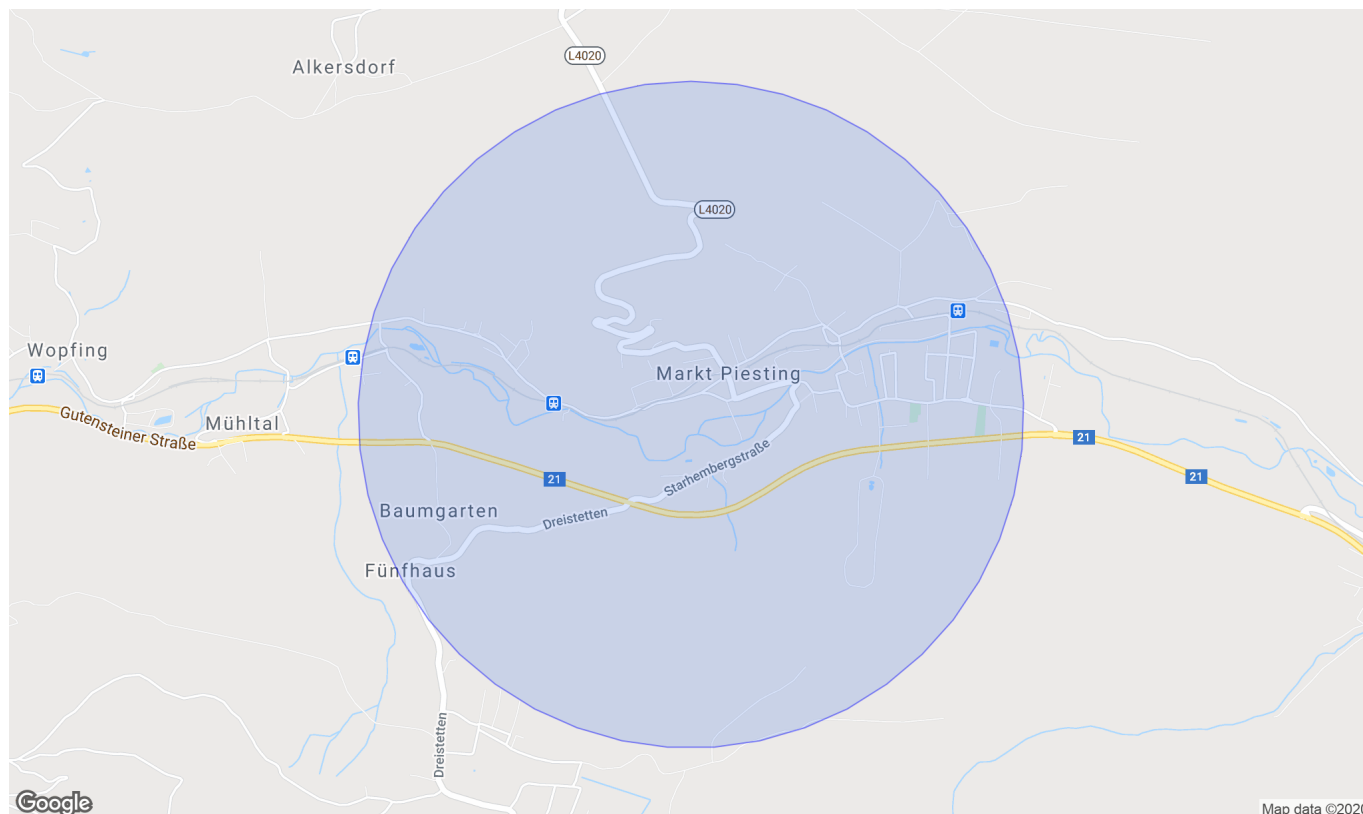 L4020
Alkersdorf
L4020
Wopfing
Markt Piesting
Gutensteiner Straße
Mühltal
21
21
Starhembergstraße
21
Baumgarten
Dreistetten
Fünfhaus
Dreistetten
Google
Map data ©2020